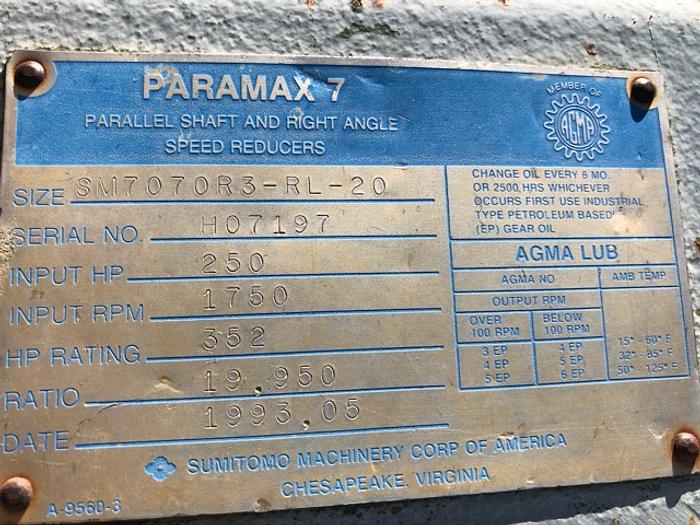 PARAMAX 7
PARALLEL SHAFT AND RIGHT ANGLE
SPEED REDUCERS
MEMBER OF
AGMA
SIZE SM7070R3-RL-20
SERIAL NO. H07197
INPUT HP 250
INPUT RPM 1750
HP RATING 352
RATIO 19.950
DATE 1993.05
CHANGE OIL EVERY 6 MO.
OR 2500 HRS WHICHEVER
OCCURS FIRST USE INDUSTRIAL
TYPE PETROLEUM BASED
(EP) GEAR OIL
AGMA LUB
AGMA NO AMB TEMP
OUTPUT RPM
OVER BELOW
100 RPM 100 RPM
3 EP 4 EP 15° - 60° F
4 EP 5 EP 32° - 85° F
5 EP 6 EP 50° - 125° F
SUMITOMO MACHINERY CORP OF AMERICA
CHESAPEAKE, VIRGINIA
A-9560-3